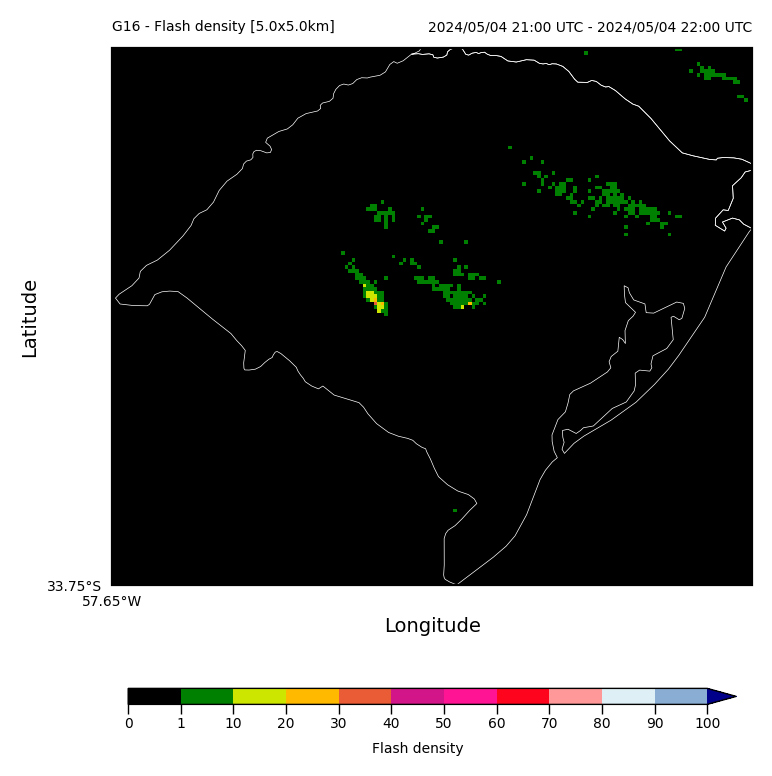 G16 - Flash density [5.0x5.0km] 2024/05/04 21:00 UTC - 2024/05/04 22:00 UTC
Latitude
33.75°S
57.65°W
Longitude
0 1 10 20 30 40 50 60 70 80 90 100
Flash density